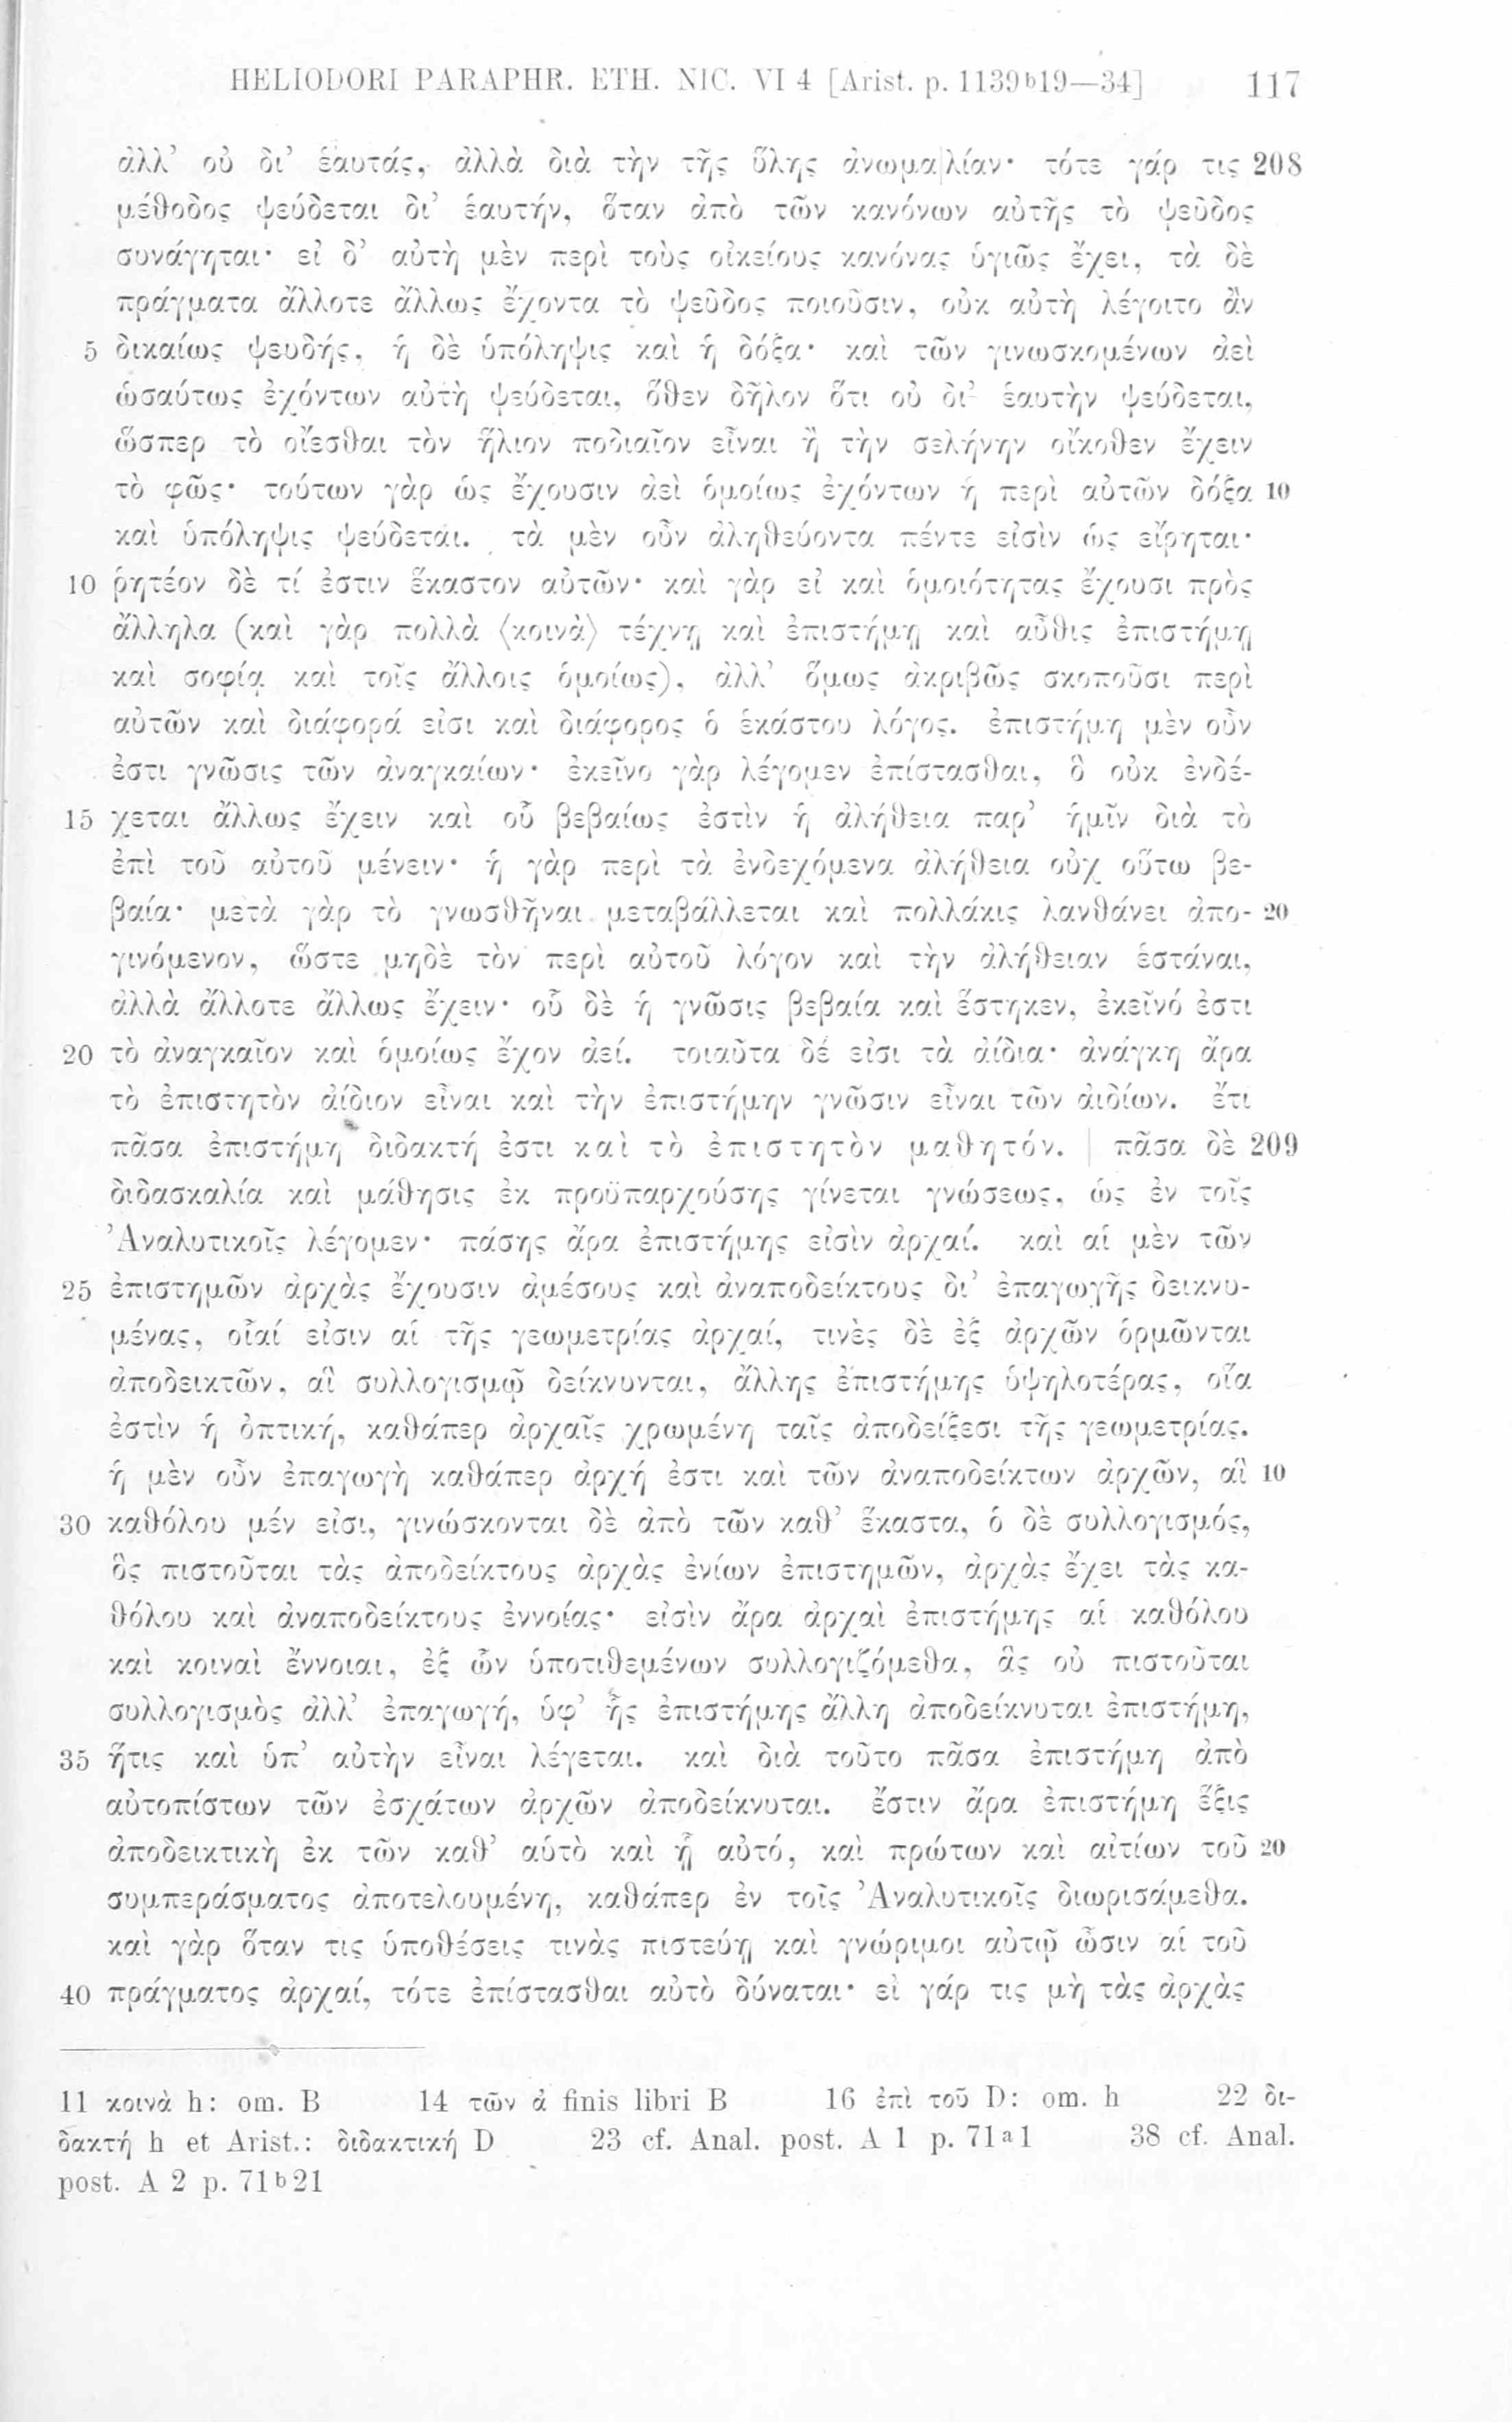 HELIODORI PARAPHR. ETH. NIC. VI 4 [Arist. p. 1139b19—34] 117
ἀλλ’ οὐ δι’ ἑαυτάς, ἀλλὰ διὰ τὴν τῆς ὕλης ἀνωμα|λίαν· τότε γάρ τις 208
μέθοδος ψεύδεται δι’ ἑαυτήν, ὅταν ἀπὸ τῶν κανόνων αὐτῆς τὸ ψεῦδος
συνάγηται· εἰ δ’ αὐτὴ μὲν περὶ τοὺς οἰκείους κανόνας ὑγιῶς ἔχει, τὰ δὲ
πράγματα ἄλλοτε ἄλλως ἔχοντα τὸ ψεῦδος ποιοῦσιν, οὐκ αὐτὴ λέγοιτο ἂν
5 δικαίως ψευδής, ἡ δὲ ὑπόληψις καὶ ἡ δόξα· καὶ τῶν γινωσκομένων ἀεὶ
ὡσαύτως ἐχόντων αὐτὴ ψεύδεται, ὅθεν δῆλον ὅτι οὐ δι’ ἑαυτὴν ψεύδεται,
ὥσπερ τὸ οἴεσθαι τὸν ἥλιον ποδιαῖον εἶναι ἢ τὴν σελήνην οἴκοθεν ἔχειν
τὸ φῶς· τούτων γὰρ ὡς ἔχουσιν ἀεὶ ὁμοίως ἐχόντων ἡ περὶ αὐτῶν δόξα 10
καὶ ὑπόληψις ψεύδεται. τὰ μὲν οὖν ἀληθεύοντα πέντε εἰσὶν ὡς εἴρηται·
10 ῥητέον δὲ τί ἐστιν ἕκαστον αὐτῶν· καὶ γὰρ εἰ καὶ ὁμοιότητας ἔχουσι πρὸς
ἄλληλα (καὶ γὰρ πολλὰ ⟨κοινὰ⟩ τέχνῃ καὶ ἐπιστήμῃ καὶ αὖθις ἐπιστήμῃ
καὶ σοφίᾳ καὶ τοῖς ἄλλοις ὁμοίως), ἀλλ’ ὅμως ἀκριβῶς σκοποῦσι περὶ
αὐτῶν καὶ διάφορά εἰσι καὶ διάφορος ὁ ἑκάστου λόγος. ἐπιστήμη μὲν οὖν
ἐστι γνῶσις τῶν ἀναγκαίων· ἐκεῖνο γὰρ λέγομεν ἐπίστασθαι, ὃ οὐκ ἐνδέ-
15 χεται ἄλλως ἔχειν καὶ οὗ βεβαίως ἐστὶν ἡ ἀλήθεια παρ’ ἡμῖν διὰ τὸ
ἐπὶ τοῦ αὐτοῦ μένειν· ἡ γὰρ περὶ τὰ ἐνδεχόμενα ἀλήθεια οὐχ οὕτω βε-
βαία· μετὰ γὰρ τὸ γνωσθῆναι μεταβάλλεται καὶ πολλάκις λανθάνει ἀπο- 20
γινόμενον, ὥστε μηδὲ τὸν περὶ αὐτοῦ λόγον καὶ τὴν ἀλήθειαν ἑστάναι,
ἀλλὰ ἄλλοτε ἄλλως ἔχειν· οὗ δὲ ἡ γνῶσις βεβαία καὶ ἕστηκεν, ἐκεῖνό ἐστι
20 τὸ ἀναγκαῖον καὶ ὁμοίως ἔχον ἀεί. τοιαῦτα δέ εἰσι τὰ ἀίδια· ἀνάγκη ἄρα
τὸ ἐπιστητὸν ἀίδιον εἶναι καὶ τὴν ἐπιστήμην γνῶσιν εἶναι τῶν ἀιδίων. ἔτι
πᾶσα ἐπιστήμη διδακτή ἐστι καὶ τὸ ἐπιστητὸν μαθητόν. | πᾶσα δὲ 209
διδασκαλία καὶ μάθησις ἐκ προϋπαρχούσης γίνεται γνώσεως, ὡς ἐν τοῖς
Ἀναλυτικοῖς λέγομεν· πάσης ἄρα ἐπιστήμης εἰσὶν ἀρχαί. καὶ αἱ μὲν τῶν
25 ἐπιστημῶν ἀρχὰς ἔχουσιν ἀμέσους καὶ ἀναποδείκτους δι’ ἐπαγωγῆς δεικνυ-
μένας, οἷαί εἰσιν αἱ τῆς γεωμετρίας ἀρχαί, τινὲς δὲ ἐξ ἀρχῶν ὁρμῶνται
ἀποδεικτῶν, αἳ συλλογισμῷ δείκνυνται, ἄλλης ἐπιστήμης ὑψηλοτέρας, οἵα
ἐστὶν ἡ ὀπτική, καθάπερ ἀρχαῖς χρωμένη ταῖς ἀποδείξεσι τῆς γεωμετρίας.
ἡ μὲν οὖν ἐπαγωγὴ καθάπερ ἀρχή ἐστι καὶ τῶν ἀναποδείκτων ἀρχῶν, αἳ 10
30 καθόλου μέν εἰσι, γινώσκονται δὲ ἀπὸ τῶν καθ’ ἕκαστα, ὁ δὲ συλλογισμός,
ὃς πιστοῦται τὰς ἀποδείκτους ἀρχὰς ἐνίων ἐπιστημῶν, ἀρχὰς ἔχει τὰς κα-
θόλου καὶ ἀναποδείκτους ἐννοίας· εἰσὶν ἄρα ἀρχαὶ ἐπιστήμης αἱ καθόλου
καὶ κοιναὶ ἔννοιαι, ἐξ ὧν ὑποτιθεμένων συλλογιζόμεθα, ἃς οὐ πιστοῦται
συλλογισμὸς ἀλλ’ ἐπαγωγή, ὑφ’ ἧς ἐπιστήμης ἄλλη ἀποδείκνυται ἐπιστήμη,
35 ἥτις καὶ ὑπ’ αὐτὴν εἶναι λέγεται. καὶ διὰ τοῦτο πᾶσα ἐπιστήμη ἀπὸ
αὐτοπίστων τῶν ἐσχάτων ἀρχῶν ἀποδείκνυται. ἔστιν ἄρα ἐπιστήμη ἕξις
ἀποδεικτικὴ ἐκ τῶν καθ’ αὑτὸ καὶ ᾗ αὐτό, καὶ πρώτων καὶ αἰτίων τοῦ 20
συμπεράσματος ἀποτελουμένη, καθάπερ ἐν τοῖς Ἀναλυτικοῖς διωρισάμεθα.
καὶ γὰρ ὅταν τις ὑποθέσεις τινὰς πιστεύῃ καὶ γνώριμοι αὐτῷ ὦσιν αἱ τοῦ
40 πράγματος ἀρχαί, τότε ἐπίστασθαι αὐτὸ δύναται· εἰ γάρ τις μὴ τὰς ἀρχὰς
11 κοινὰ h: om. B 14 τῶν ἀ finis libri B 16 ἐπὶ τοῦ D: om. h 22 δι-
δακτή h et Arist.: διδακτική D 23 cf. Anal. post. A 1 p. 71a1 38 cf. Anal.
post. A 2 p. 71b21